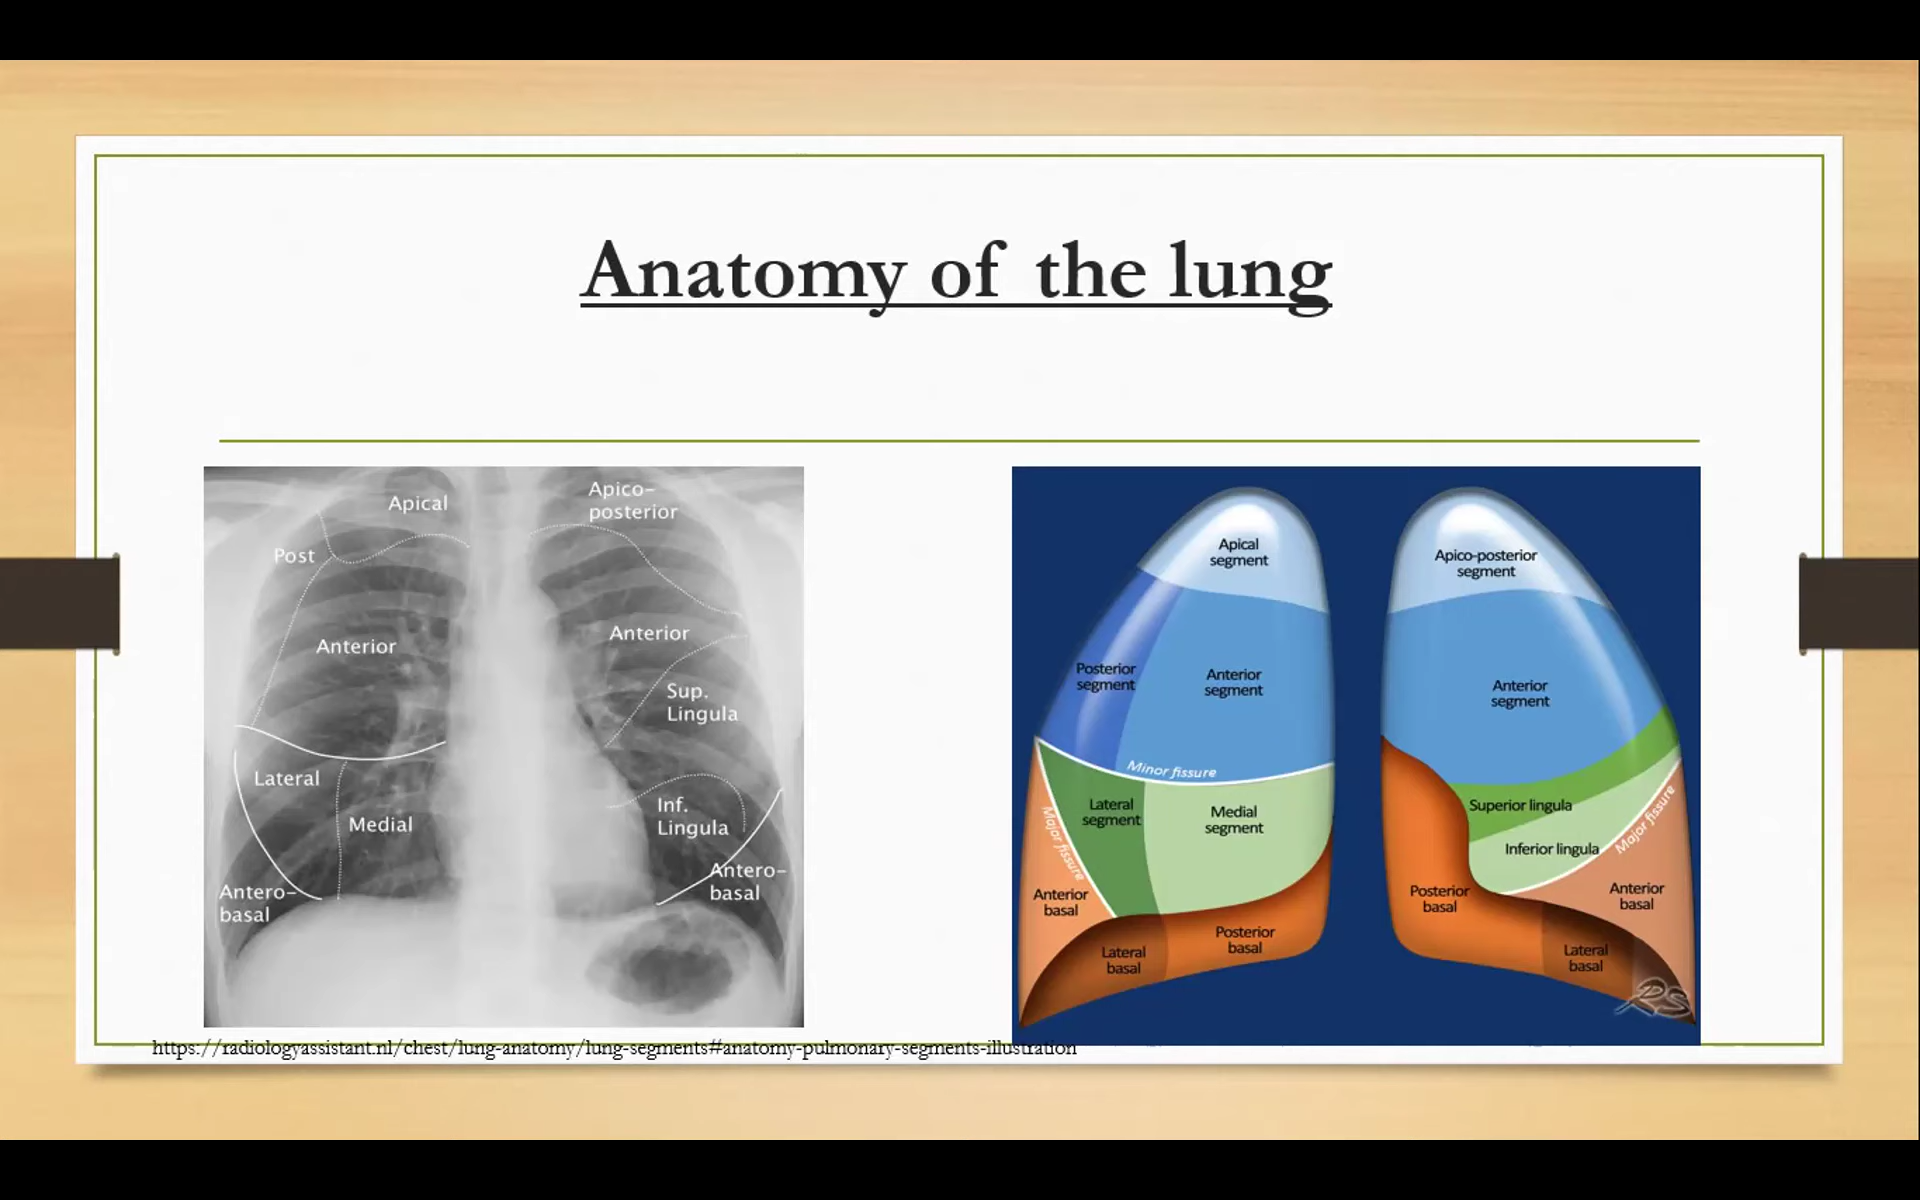 Anatomy of the lung
Apical
Apico-
posterior
Post
Anterior
Anterior
Sup.
Lingula
Lateral
Medial
Inf.
Lingula
Antero-
basal
Antero-
basal
Apical
segment
Apico-posterior
segment
Posterior
segment
Anterior
segment
Anterior
segment
Minor fissure
Lateral
segment
Medial
segment
Superior lingula
Major fissure
Major fissure
Inferior lingula
Anterior
basal
Posterior
basal
Anterior
basal
Lateral
basal
Posterior
basal
Lateral
basal
RS
https://radiologyassistant.nl/chest/lung-anatomy/lung-segments#anatomy-pulmonary-segments-illustration